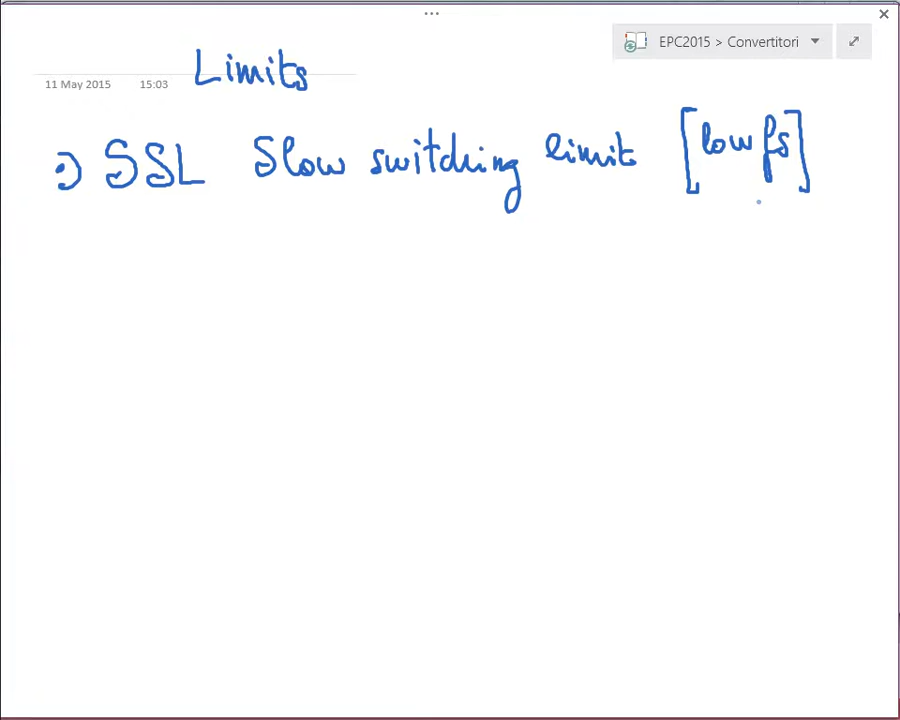 EPC2015 > Convertitori
Limits
11 May 2015 15:03
•) SSL Slow switching limit [low fs]